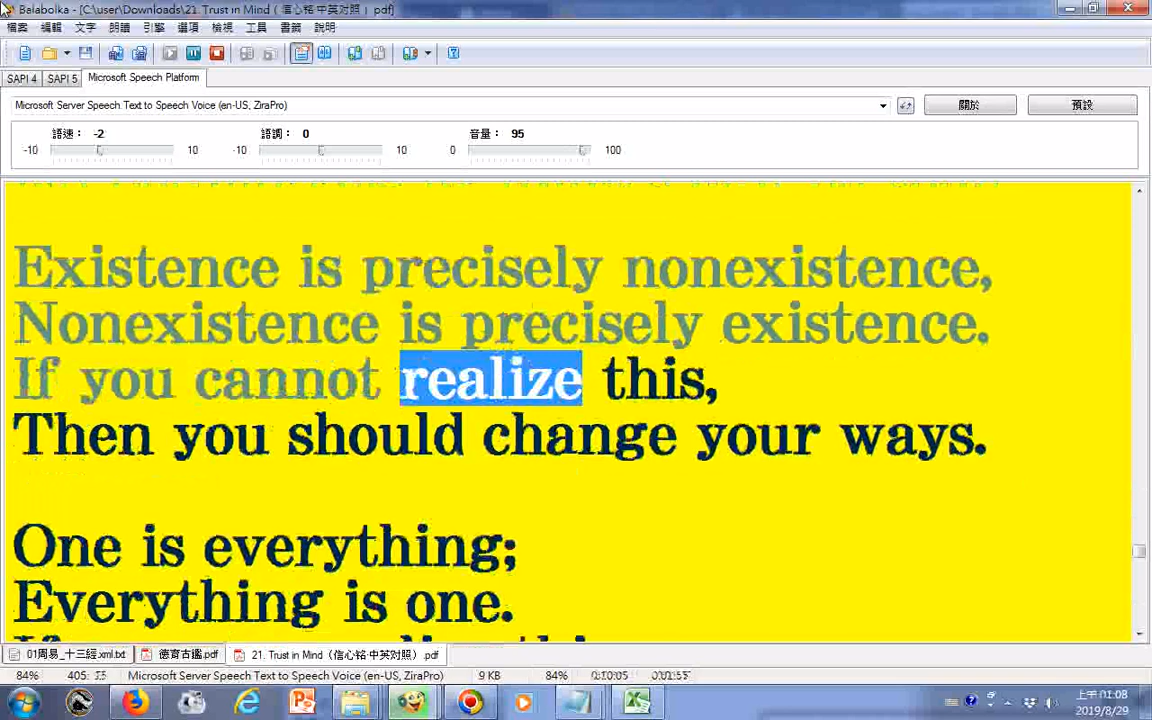 Balabolka - [C:\user\Downloads\21. Trust in Mind（信心铭·中英对照）.pdf]
檔案 編輯 文字 朗讀 引擎 選項 檢視 工具 書籤 說明
SAPI 4 SAPI 5 Microsoft Speech Platform
Microsoft Server Speech Text to Speech Voice (en-US, ZiraPro) 關於 預設
語速： -2 語調： 0 音量： 95
-10 10 -10 10 0 100
Existence is precisely nonexistence,
Nonexistence is precisely existence.
If you cannot realize this,
Then you should change your ways.
One is everything;
Everything is one.
01周易_十三經.xml.txt 德育古鑑.pdf 21. Trust in Mind（信心铭·中英对照）.pdf
84% Microsoft Server Speech Text to Speech Voice (en-US, ZiraPro) 9 KB 84%
上午 01:08
2019/8/29